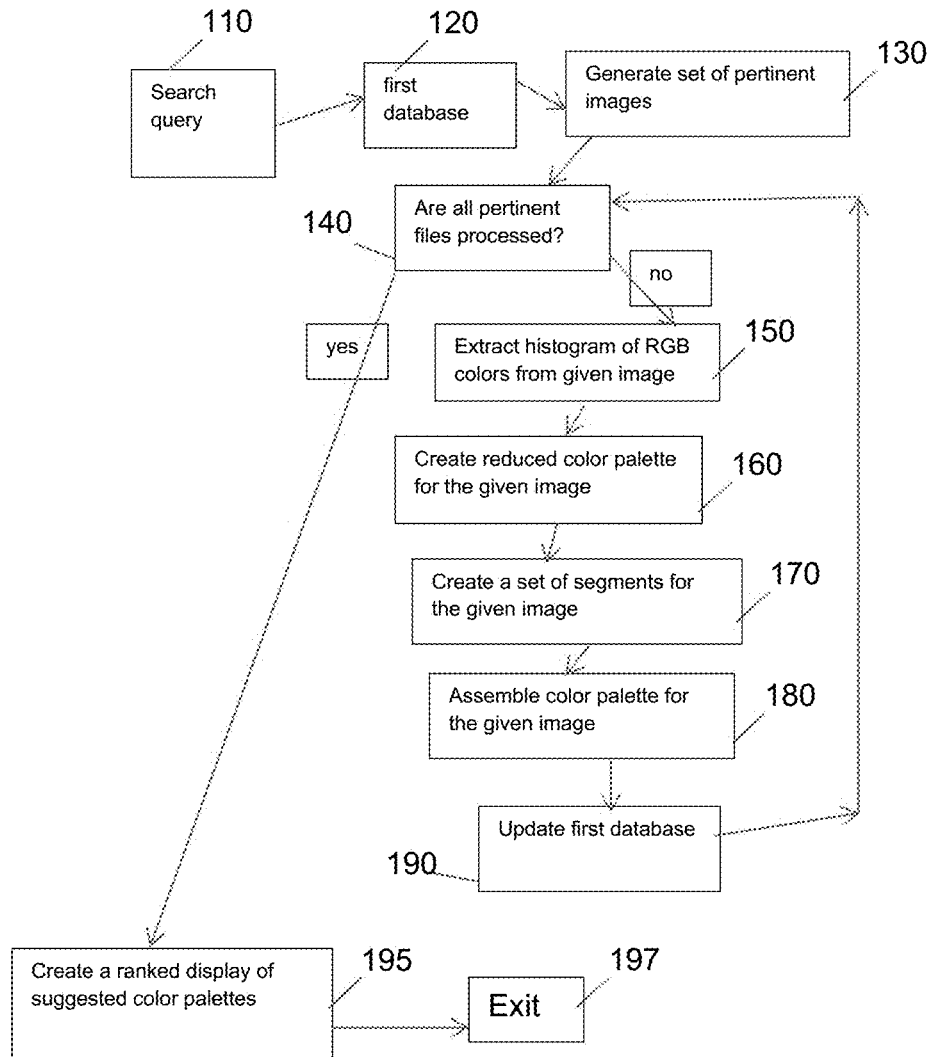 110
120
130
Search
query
first
database
Generate set of pertinent
images
Are all pertinent
files processed?
140
no
yes
Extract histogram of RGB
colors from given image
150
Create reduced color palette
for the given image
160
Create a set of segments for
the given image
170
Assemble color palette for
the given image
180
Update first database
190
Create a ranked display of
suggested color palettes
195
Exit
197